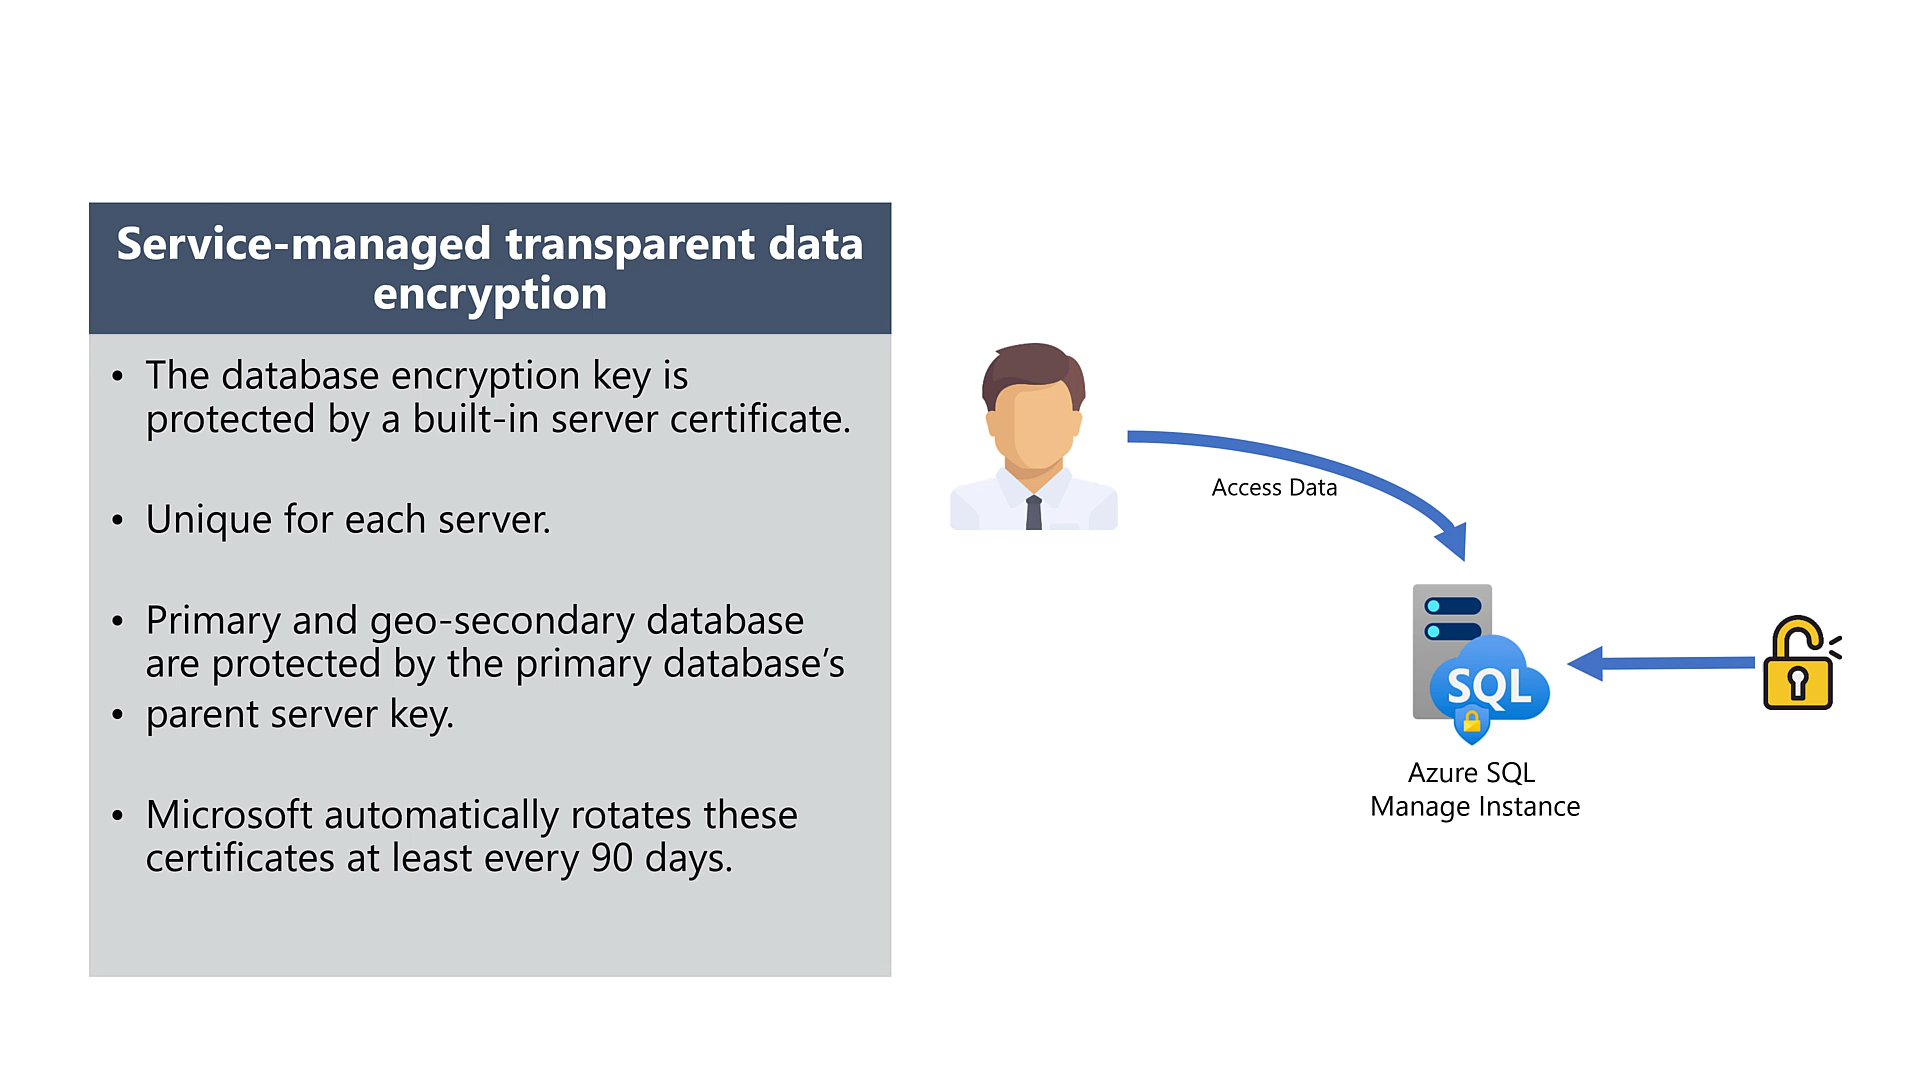 Service-managed transparent data
encryption
• The database encryption key is
protected by a built-in server certificate.
• Unique for each server.
• Primary and geo-secondary database
are protected by the primary database’s
• parent server key.
• Microsoft automatically rotates these
certificates at least every 90 days.
Access Data
SQL
Azure SQL
Manage Instance